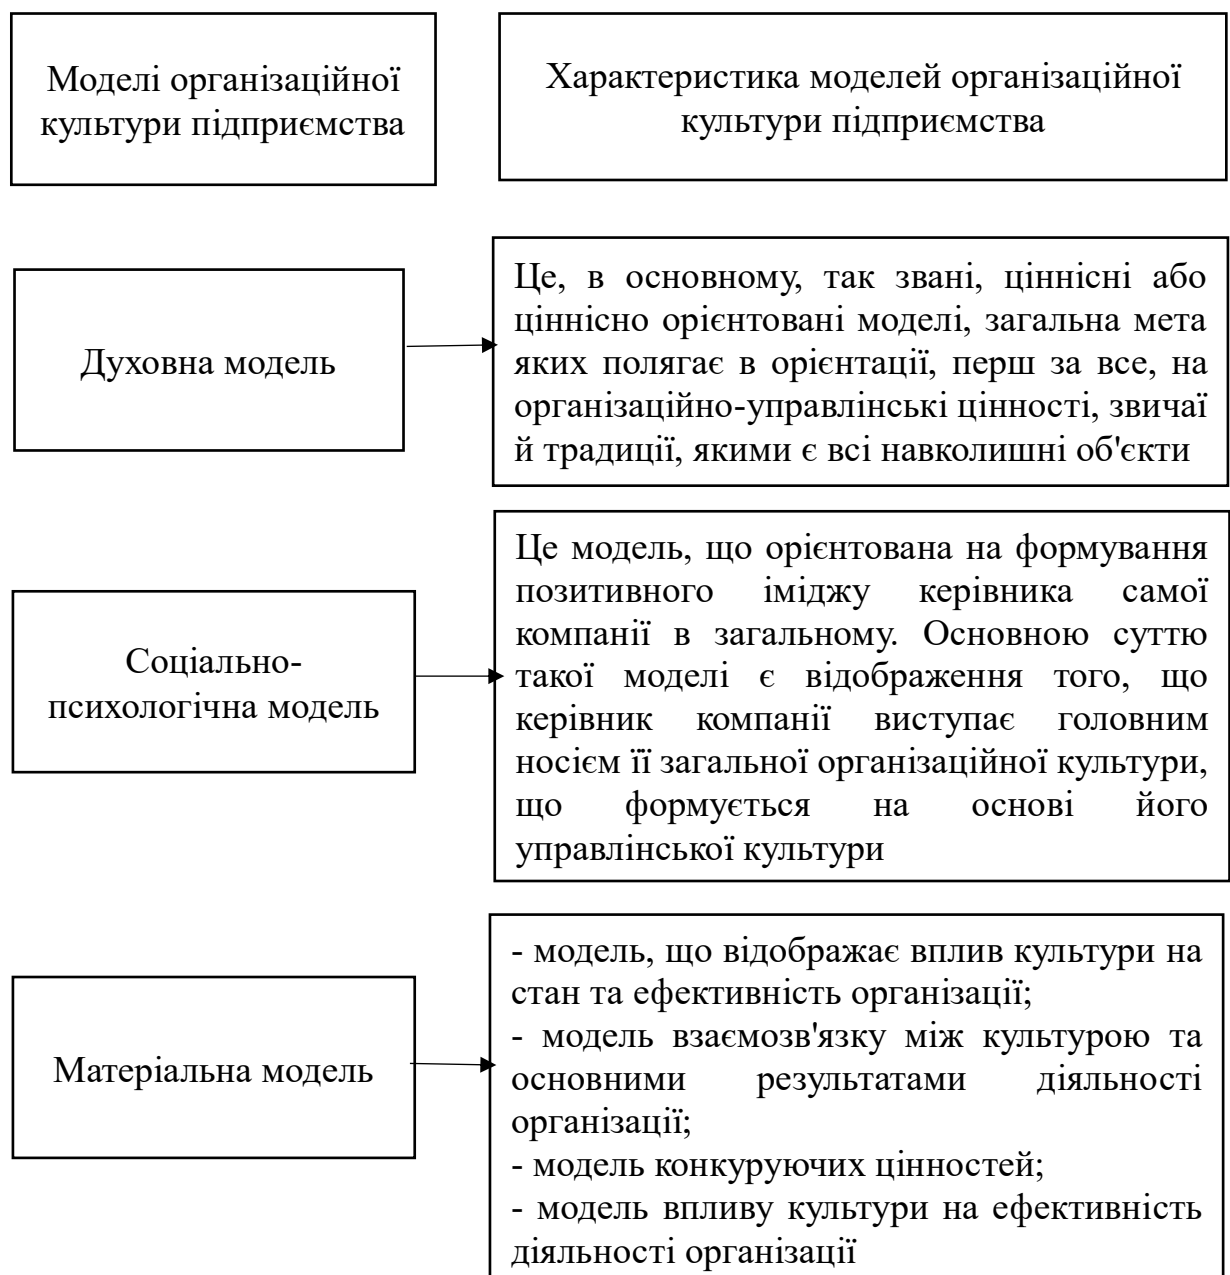 Моделі організаційної
культури підприємства
Характеристика моделей організаційної
культури підприємства
Духовна модель
Це, в основному, так звані, ціннісні або
ціннісно орієнтовані моделі, загальна мета
яких полягає в орієнтації, перш за все, на
організаційно-управлінські цінності, звичаї
й традиції, якими є всі навколишні об'єкти
Соціально-
психологічна модель
Це модель, що орієнтована на формування
позитивного іміджу керівника самої
компанії в загальному. Основною суттю
такої моделі є відображення того, що
керівник компанії виступає головним
носієм її загальної організаційної культури,
що формується на основі його
управлінської культури
Матеріальна модель
- модель, що відображає вплив культури на
стан та ефективність організації;
- модель взаємозв'язку між культурою та
основними результатами діяльності
організації;
- модель конкуруючих цінностей;
- модель впливу культури на ефективність
діяльності організації